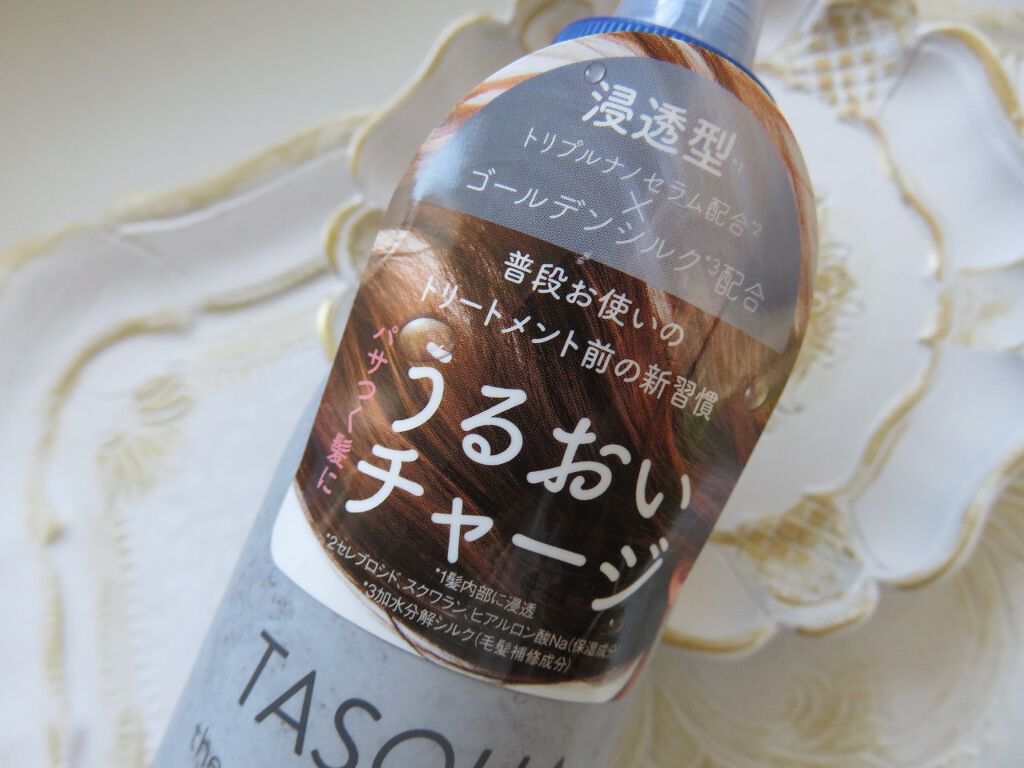 浸透型*1
トリプルナノセラム配合*2
×
ゴールデンシルク*3配合
普段お使いの
トリートメント前の新習慣
パサつく髪に
うるおい
チャージ
*1髪内部に浸透
*2セレブロシド、スクワラン、ヒアルロン酸Na(保湿成分)
*3加水分解シルク(毛髪補修成分)
the